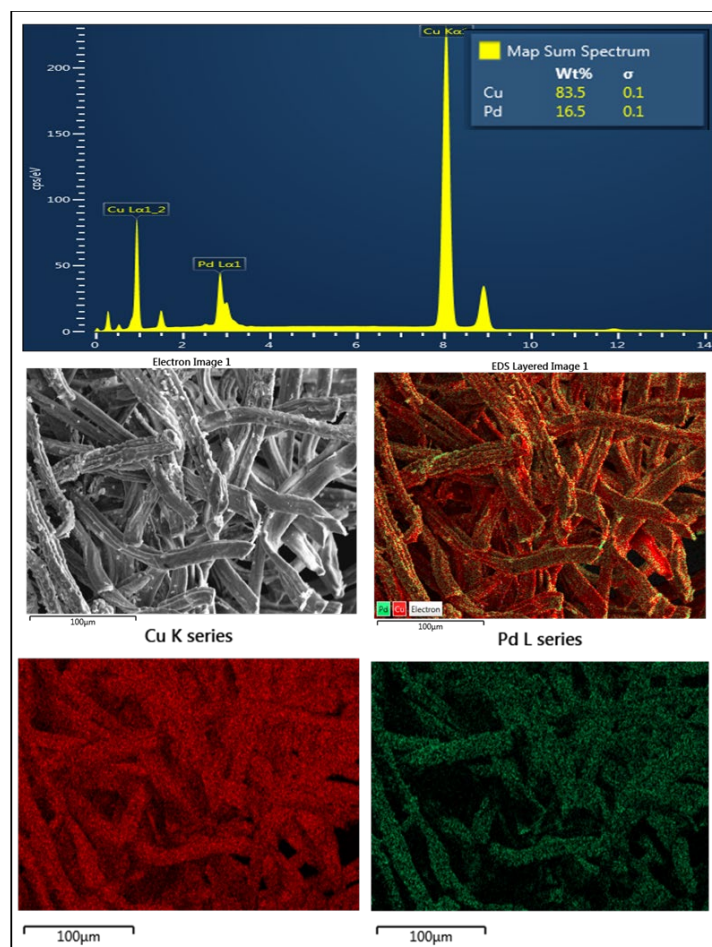 Cu Kα1
Map Sum Spectrum
Wt% σ
Cu 83.5 0.1
Pd 16.5 0.1
200
150
100
50
0
cps/eV
Cu Lα1_2
Pd Lα1
0 2 4 6 8 10 12 14
Electron Image 1
EDS Layered Image 1
Pd Cu Electron
100μm
100μm
Cu K series
Pd L series
100μm
100μm